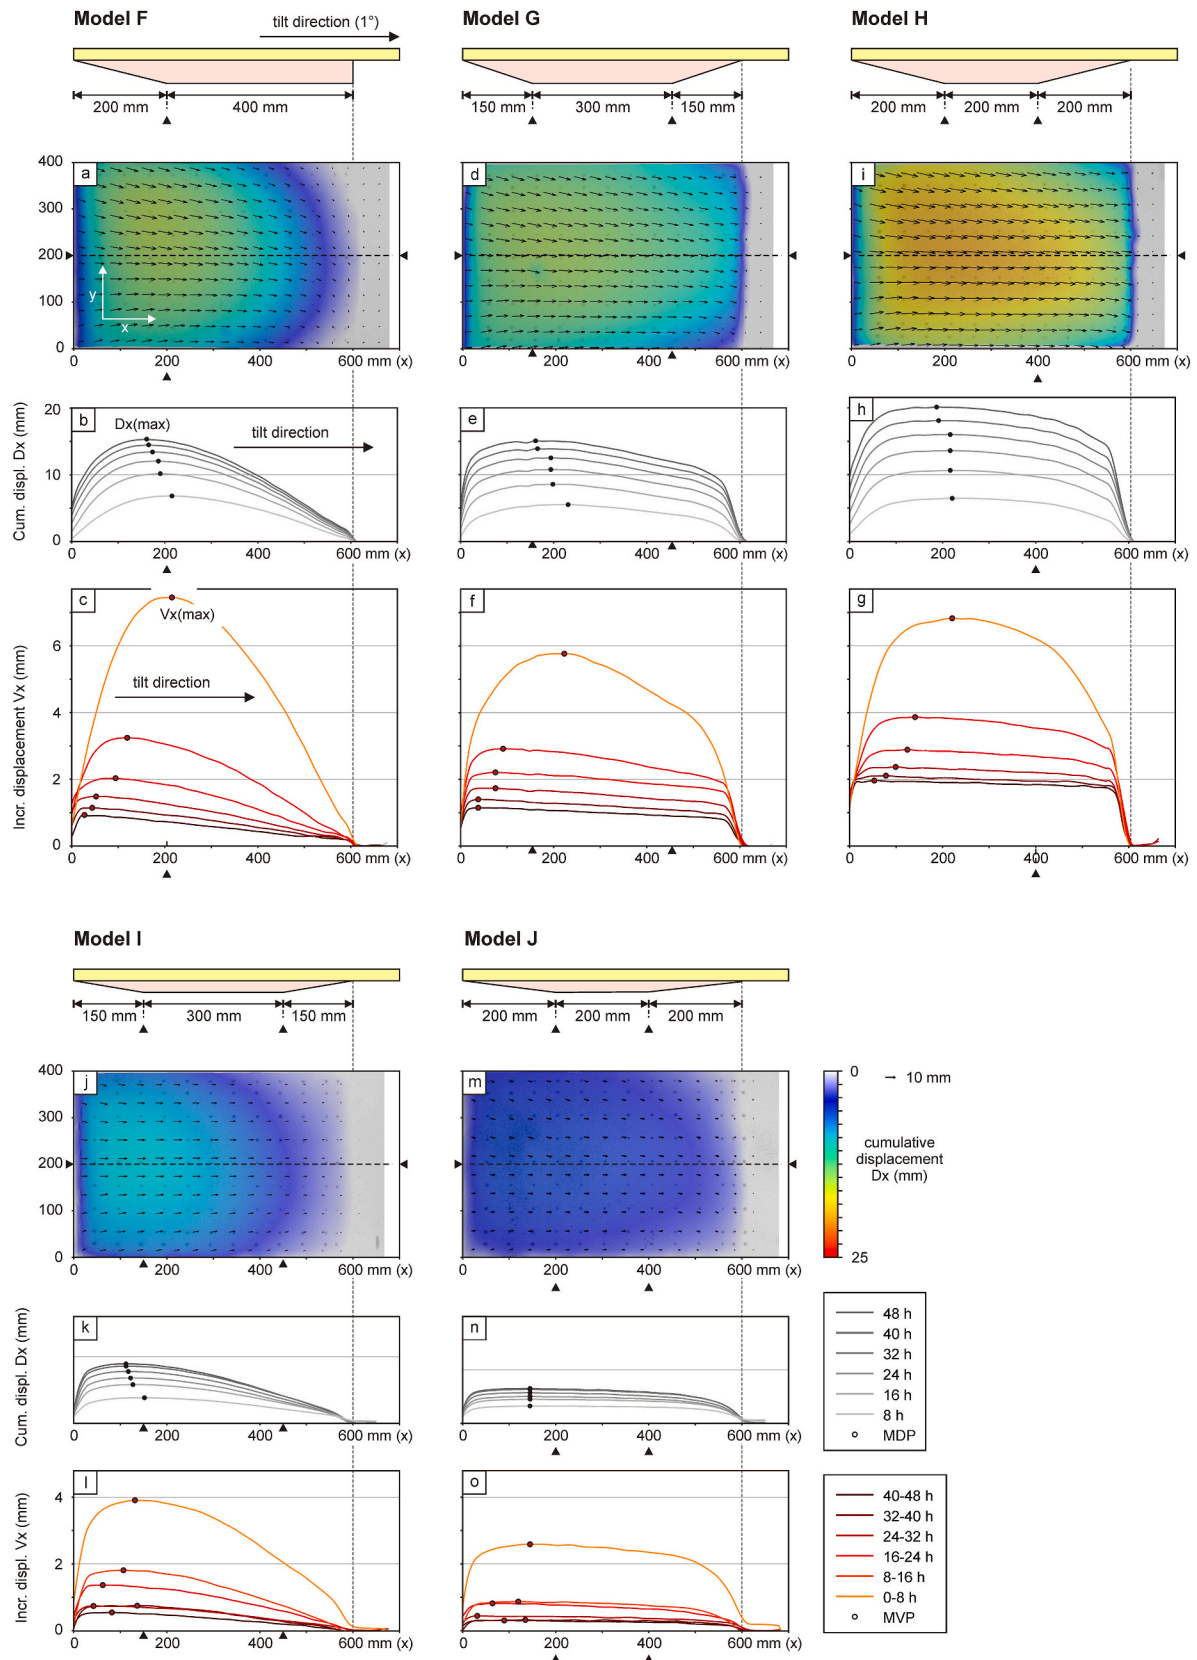 Model F
tilt direction (1°)
Model G
Model H
200 mm
400 mm
150 mm
300 mm
150 mm
200 mm
200 mm
200 mm
400
300
200
100
0
a
y
x
0
200
400
600 mm (x)
d
0
200
400
600 mm (x)
i
0
200
400
600 mm (x)
Cum. displ. Dx (mm)
20
10
0
b
Dx(max)
tilt direction
0
200
400
600 mm (x)
e
0
200
400
600 mm (x)
h
0
200
400
600 mm (x)
Incr. displacement Vx (mm)
6
4
2
0
c
Vx(max)
tilt direction
0
200
400
600 mm (x)
f
0
200
400
600 mm (x)
g
0
200
400
600 mm (x)
Model I
Model J
150 mm
300 mm
150 mm
200 mm
200 mm
200 mm
400
300
200
100
0
j
0
200
400
600 mm (x)
m
0
200
400
600 mm (x)
0
10 mm
cumulative
displacement
Dx (mm)
25
Cum. displ. Dx (mm)
k
0
200
400
600 mm (x)
n
0
200
400
600 mm (x)
48 h
40 h
32 h
24 h
16 h
8 h
MDP
Incr. displ. Vx (mm)
4
2
0
l
0
200
400
600 mm (x)
o
0
200
400
600 mm (x)
40-48 h
32-40 h
24-32 h
16-24 h
8-16 h
0-8 h
MVP